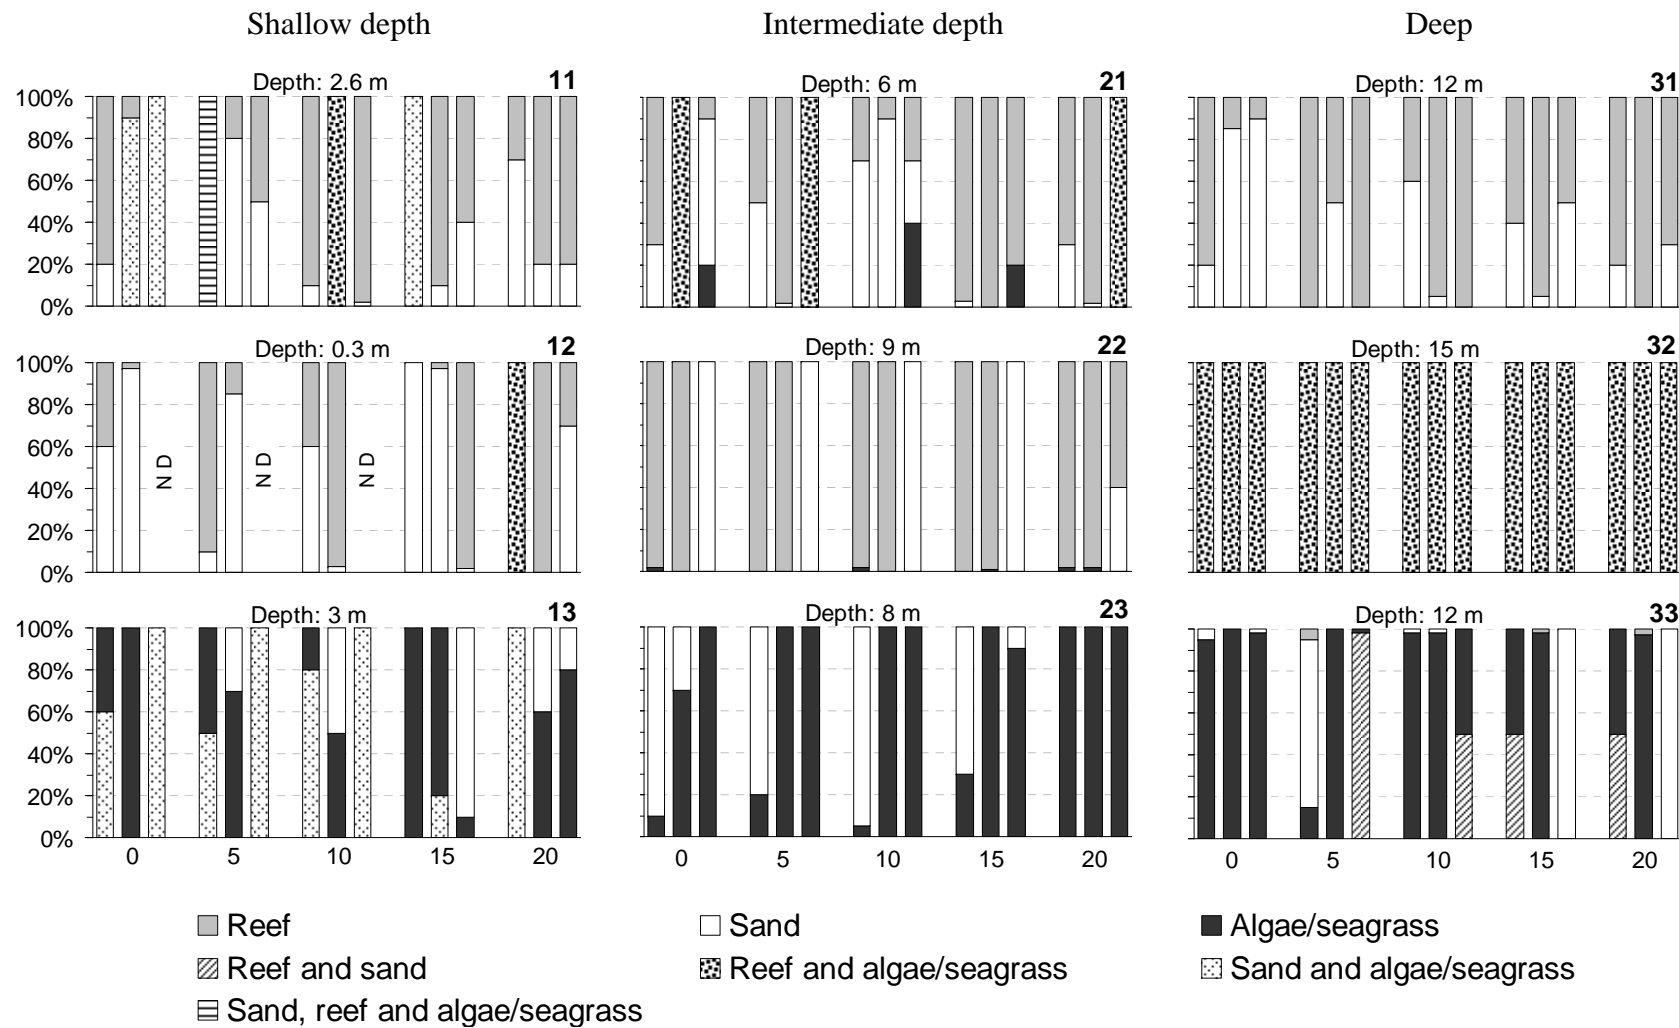 Shallow depth Intermediate depth Deep
Depth: 2.6 m 11 Depth: 6 m 21 Depth: 12 m 31
100%
80%
60%
40%
20%
0%
Depth: 0.3 m 12 Depth: 9 m 22 Depth: 15 m 32
100%
80%
60%
40%
20%
0%
N D N D N D
Depth: 3 m 13 Depth: 8 m 23 Depth: 12 m 33
100%
80%
60%
40%
20%
0%
0 5 10 15 20 0 5 10 15 20 0 5 10 15 20
Reef Sand Algae/seagrass
Reef and sand Reef and algae/seagrass Sand and algae/seagrass
Sand, reef and algae/seagrass